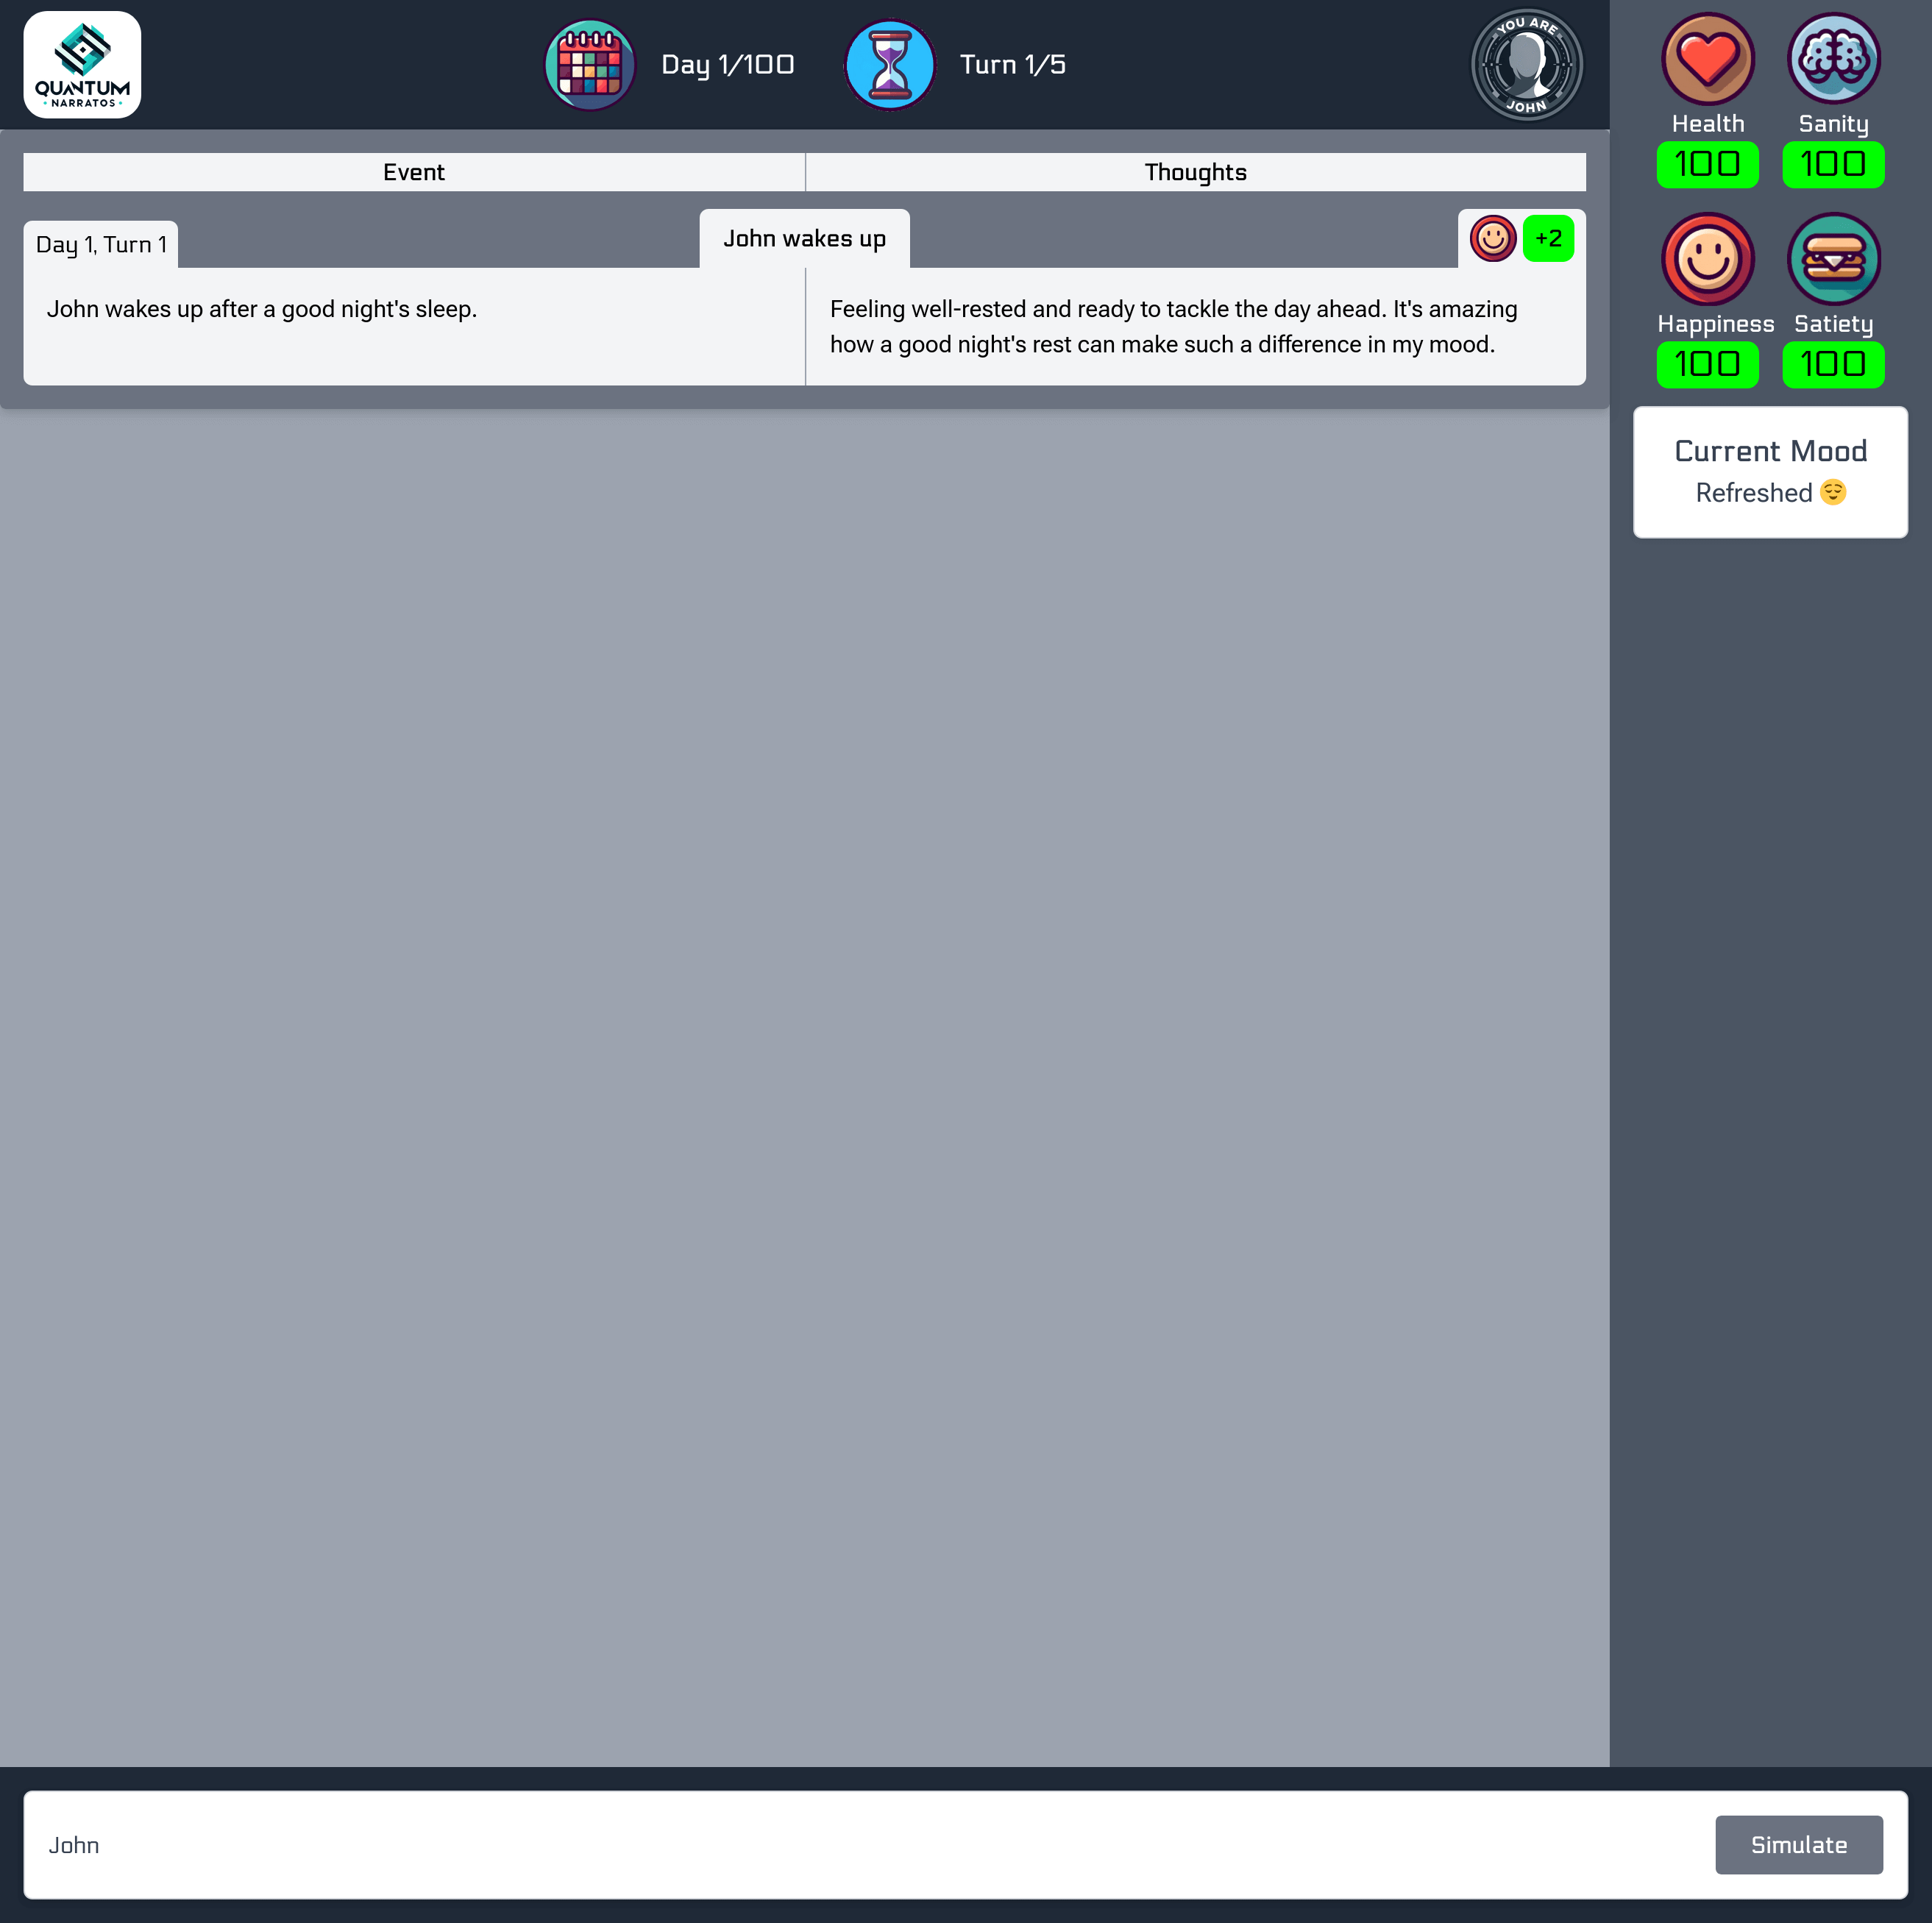 QUANTUM
NARRATOS
Day 1/100
Turn 1/5
YOU ARE
JOHN
Health
100
Sanity
100
Happiness
100
Satiety
100
Current Mood
Refreshed 😌
Event
Thoughts
Day 1, Turn 1
John wakes up
+2
John wakes up after a good night's sleep.
Feeling well-rested and ready to tackle the day ahead. It's amazing
how a good night's rest can make such a difference in my mood.
John
Simulate